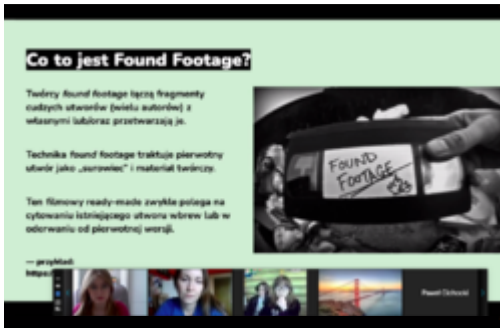 Co to jest Found Footage?
Twórcy found footage łączą fragmenty
cudzych utworów (wielu autorów) z
własnymi lub/oraz przetwarzają je.
Technika found footage traktuje pierwotny
utwór jako „surowiec” i materiał twórczy.
Ten filmowy ready-made zwykle polega na
cytowaniu istniejącego utworu wbrew lub w
oderwaniu od pierwotnej wersji.
— przykład:
https:/
FOUND
FOOTAGE
Paweł Cichocki